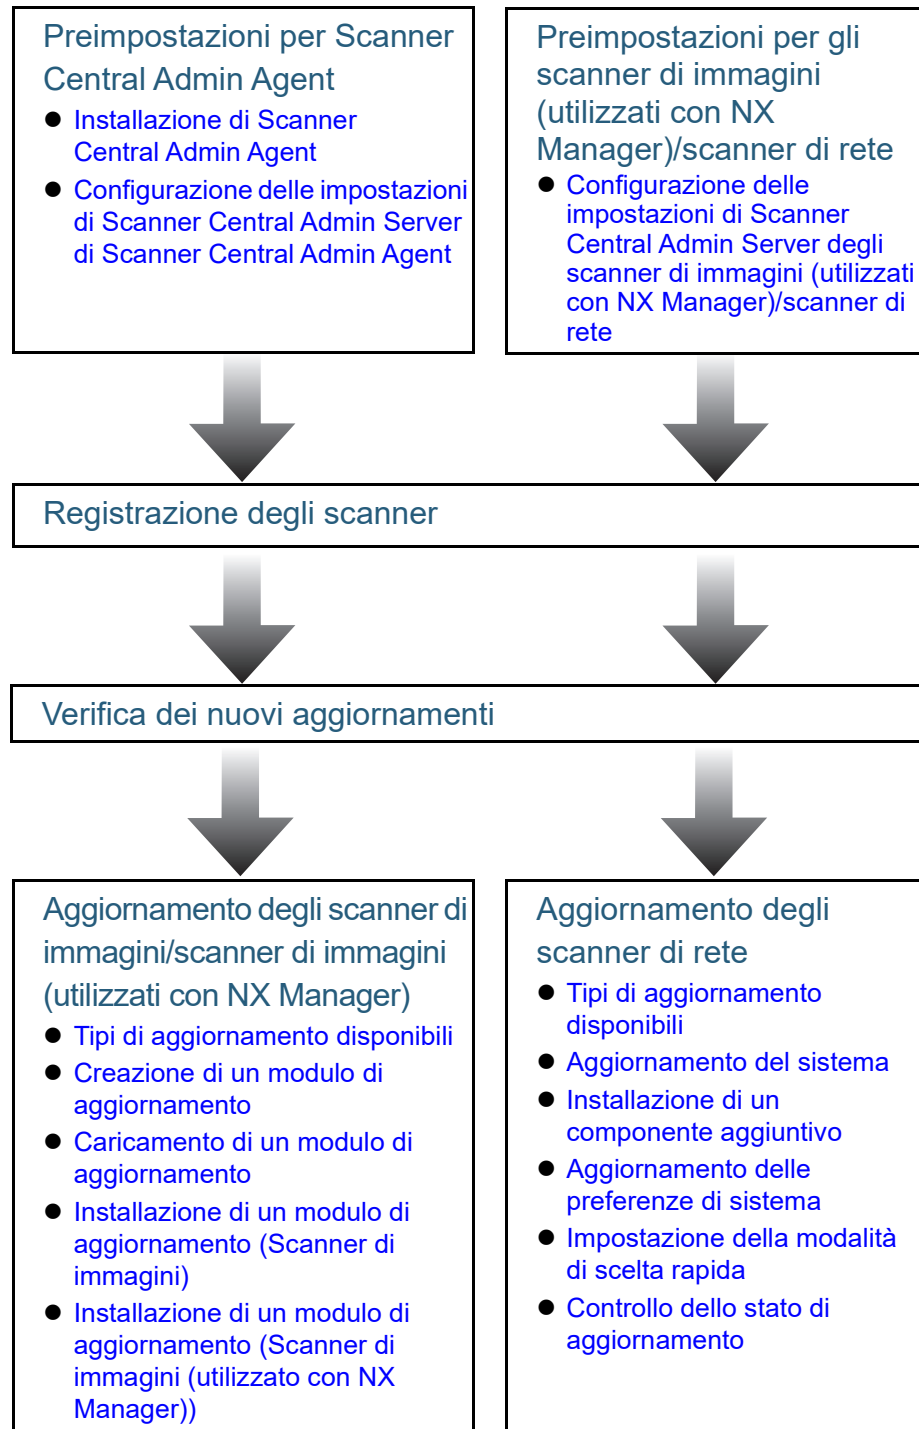 Preimpostazioni per Scanner
Central Admin Agent
● Installazione di Scanner
Central Admin Agent
● Configurazione delle impostazioni
di Scanner Central Admin Server
di Scanner Central Admin Agent
Preimpostazioni per gli
scanner di immagini
(utilizzati con NX
Manager)/scanner di rete
● Configurazione delle
impostazioni di Scanner
Central Admin Server degli
scanner di immagini (utilizzati
con NX Manager)/scanner di
rete
Registrazione degli scanner
Verifica dei nuovi aggiornamenti
Aggiornamento degli scanner di
immagini/scanner di immagini
(utilizzati con NX Manager)
● Tipi di aggiornamento disponibili
● Creazione di un modulo di
aggiornamento
● Caricamento di un modulo di
aggiornamento
● Installazione di un modulo di
aggiornamento (Scanner di
immagini)
● Installazione di un modulo di
aggiornamento (Scanner di
immagini (utilizzato con NX
Manager))
Aggiornamento degli
scanner di rete
● Tipi di aggiornamento
disponibili
● Aggiornamento del sistema
● Installazione di un
componente aggiuntivo
● Aggiornamento delle
preferenze di sistema
● Impostazione della modalità
di scelta rapida
● Controllo dello stato di
aggiornamento